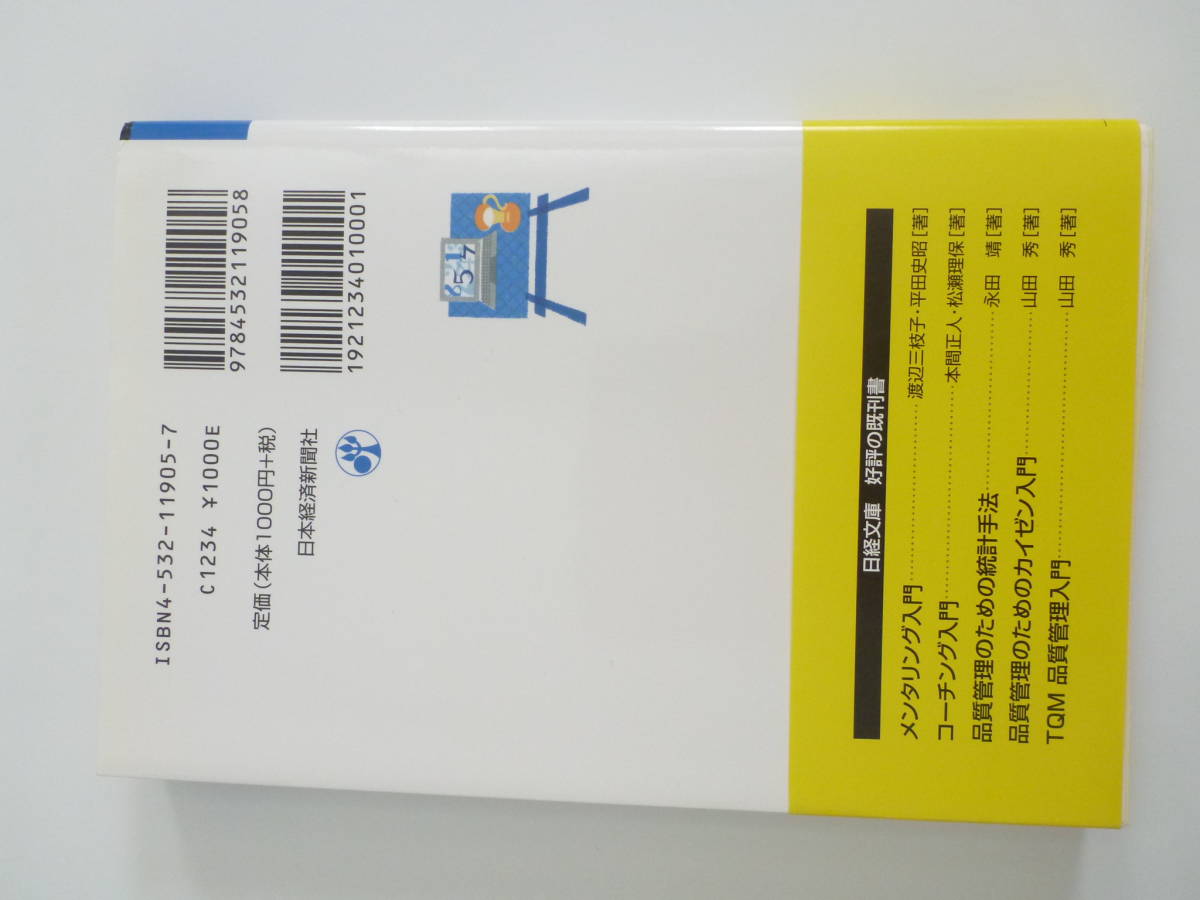 9784532119058
1921234010001
ISBN4-532-11905-7
C1234 ¥1000E
定価(本体1000円+税)
日本経済新聞社
日経文庫 好評の既刊書
メンタリング入門……渡辺三枝子・平田史昭[著]
コーチング入門……本間正人・松瀬理保[著]
品質管理のための統計手法……永田 靖[著]
品質管理のためのカイゼン入門……山田 秀[著]
TQM 品質管理入門……山田 秀[著]